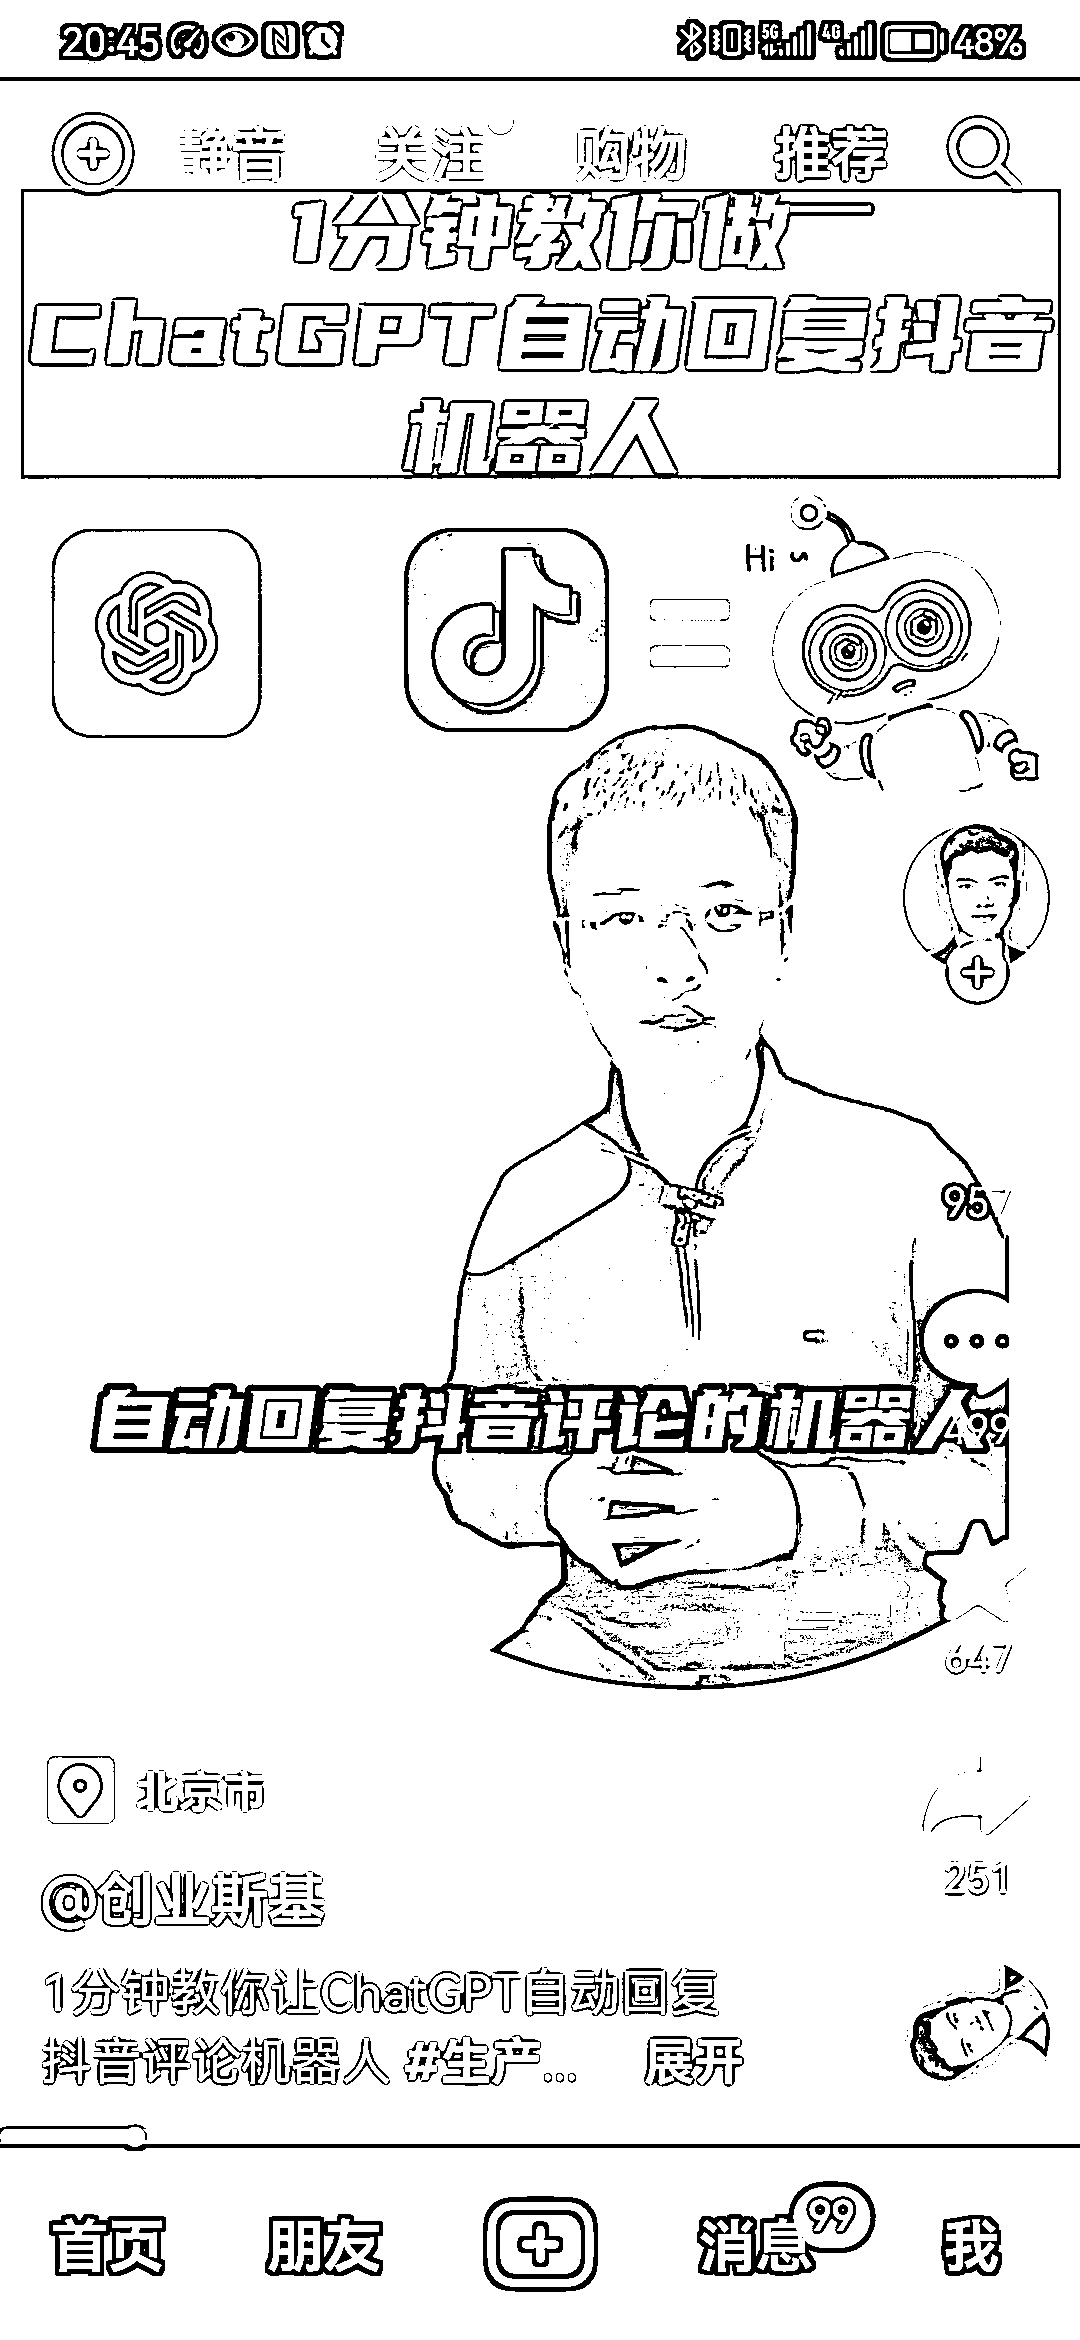 20:45 5G 4G 48%
静音 关注 购物 推荐
1分钟教你做一
ChatGPT自动回复抖音
机器人
Hi
957
自动回复抖音评论的机器人
499
647
北京市
251
@创业斯基
1分钟教你让ChatGPT自动回复
抖音评论机器人 #生产... 展开
首页 朋友 消息 99 我